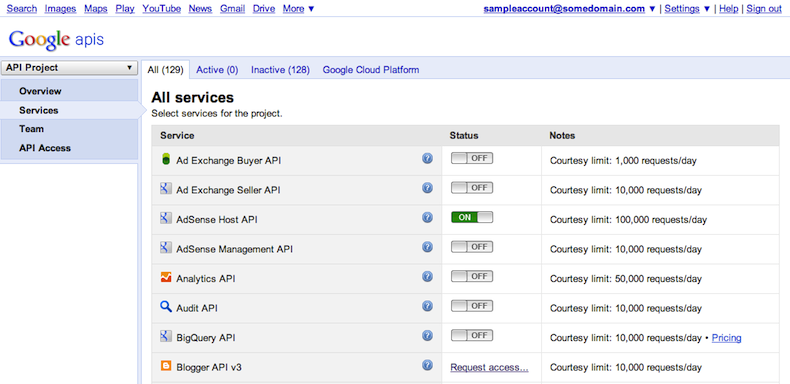 Search Images Maps Play YouTube News Gmail Drive More ▼ sampleaccount@somedomain.com ▼ | Settings ▼ | Help | Sign out
Google apis
API Project ▼
All (129) Active (0) Inactive (128) Google Cloud Platform
Overview
Services
Team
API Access
All services
Select services for the project.
Service Status Notes
Ad Exchange Buyer API ? OFF Courtesy limit: 1,000 requests/day
Ad Exchange Seller API ? OFF Courtesy limit: 10,000 requests/day
AdSense Host API ? ON Courtesy limit: 100,000 requests/day
AdSense Management API ? OFF Courtesy limit: 10,000 requests/day
Analytics API ? OFF Courtesy limit: 50,000 requests/day
Audit API ? OFF Courtesy limit: 10,000 requests/day
BigQuery API ? OFF Courtesy limit: 10,000 requests/day • Pricing
Blogger API v3 ? Request access... Courtesy limit: 10,000 requests/day